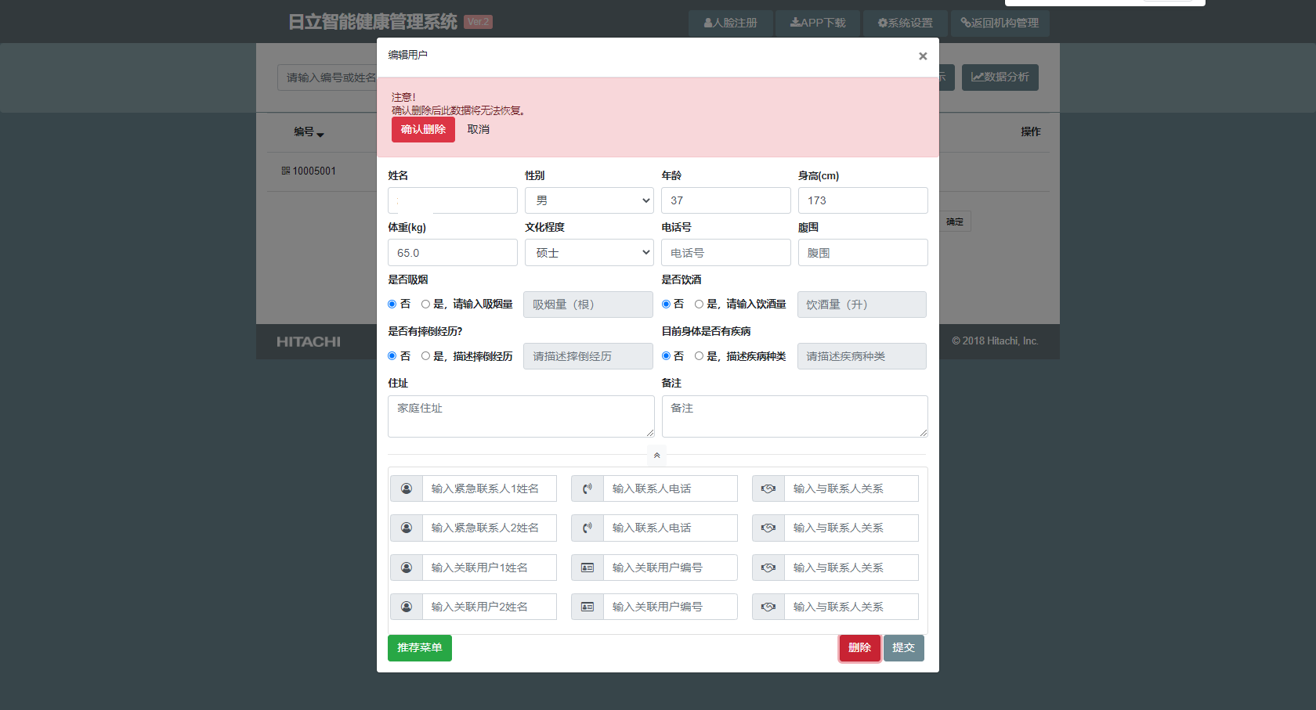 日立智能健康管理系统 Ver.2
人脸注册 APP下载 系统设置 返回机构管理
编辑用户 ×
请输入编号或姓名 示 数据分析
注意！
确认删除后此数据将无法恢复。
确认删除 取消
编号 操作
10005001
姓名 性别 年龄 身高(cm)
男 37 173
确定
体重(kg) 文化程度 电话号 腹围
65.0 硕士 电话号 腹围
是否吸烟 是否饮酒
否 是，请输入吸烟量 吸烟量（根） 否 是，请输入饮酒量 饮酒量（升）
是否有摔倒经历? 目前身体是否有疾病
HITACHI © 2018 Hitachi, Inc.
否 是，描述摔倒经历 请描述摔倒经历 否 是，描述疾病种类 请描述疾病种类
住址 备注
家庭住址 备注
输入紧急联系人1姓名 输入联系人电话 输入与联系人关系
输入紧急联系人2姓名 输入联系人电话 输入与联系人关系
输入关联用户1姓名 输入关联用户编号 输入与联系人关系
输入关联用户2姓名 输入关联用户编号 输入与联系人关系
推荐菜单 删除 提交